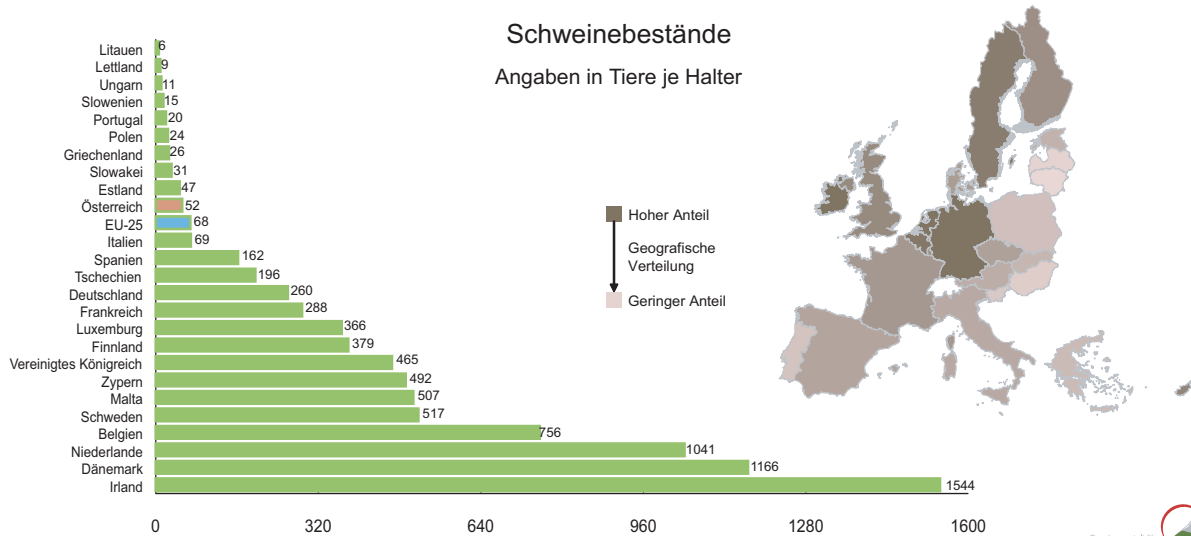 Schweinebestände
Angaben in Tiere je Halter
Litauen 6
Lettland 9
Ungarn 11
Slowenien 15
Portugal 20
Polen 24
Griechenland 26
Slowakei 31
Estland 47
Österreich 52
EU-25 68
Italien 69
Spanien 162
Tschechien 196
Deutschland 260
Frankreich 288
Luxemburg 366
Finnland 379
Vereinigtes Königreich 465
Zypern 492
Malta 507
Schweden 517
Belgien 756
Niederlande 1041
Dänemark 1166
Irland 1544
0 320 640 960 1280 1600
Hoher Anteil
Geografische
Verteilung
Geringer Anteil